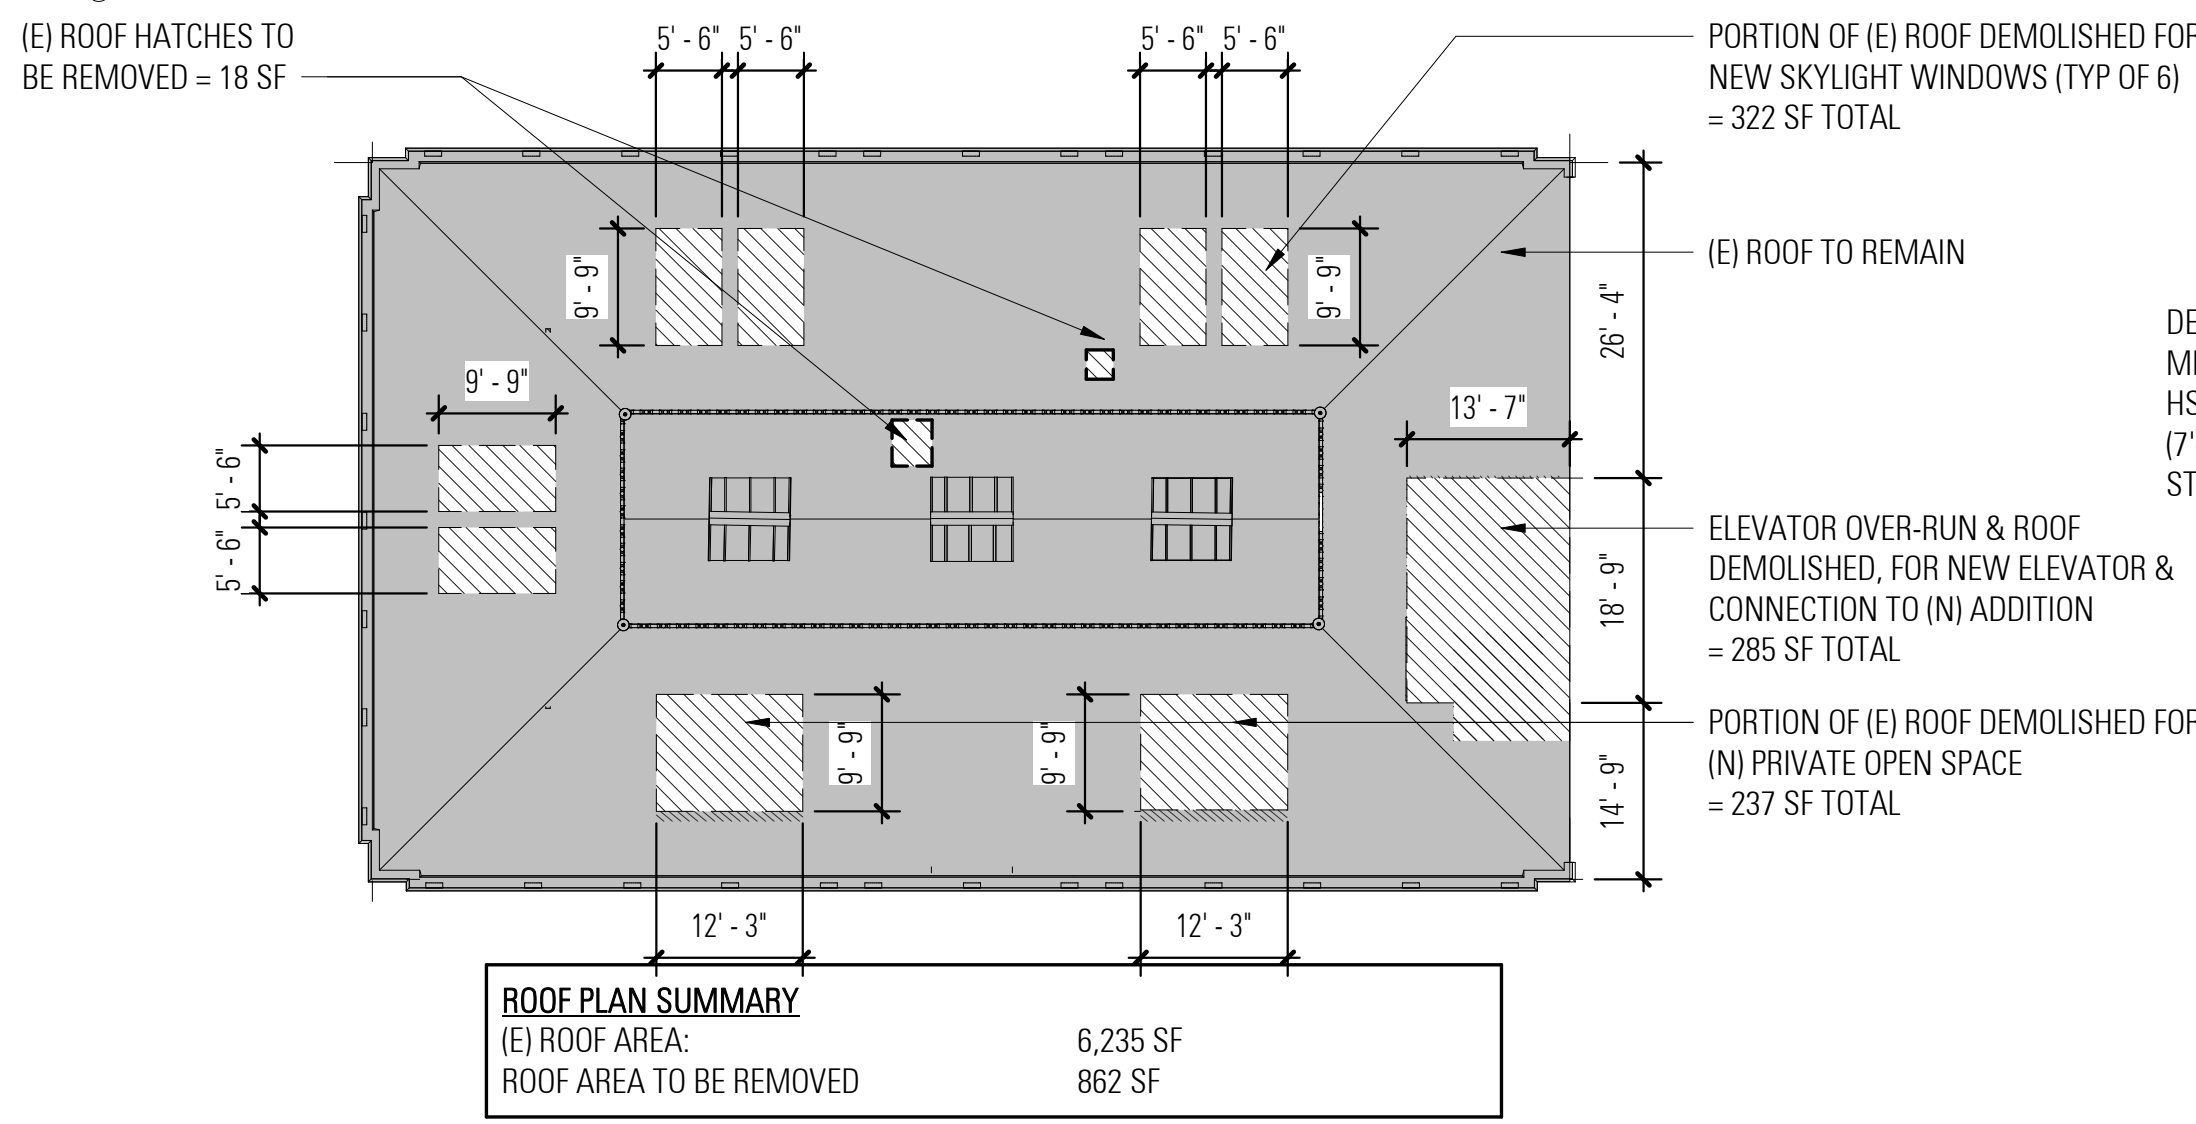 (E) ROOF HATCHES TO
BE REMOVED = 18 SF
5' - 6"
5' - 6"
5' - 6"
5' - 6"
PORTION OF (E) ROOF DEMOLISHED FOR
NEW SKYLIGHT WINDOWS (TYP OF 6)
= 322 SF TOTAL
(E) ROOF TO REMAIN
9' - 9"
9' - 9"
26' - 4"
9' - 9"
13' - 7"
5' - 6"
5' - 6"
ELEVATOR OVER-RUN & ROOF
DEMOLISHED, FOR NEW ELEVATOR &
CONNECTION TO (N) ADDITION
= 285 SF TOTAL
18' - 9"
PORTION OF (E) ROOF DEMOLISHED FOR
(N) PRIVATE OPEN SPACE
= 237 SF TOTAL
9' - 9"
9' - 9"
14' - 9"
12' - 3"
12' - 3"
ROOF PLAN SUMMARY
(E) ROOF AREA: 6,235 SF
ROOF AREA TO BE REMOVED 862 SF